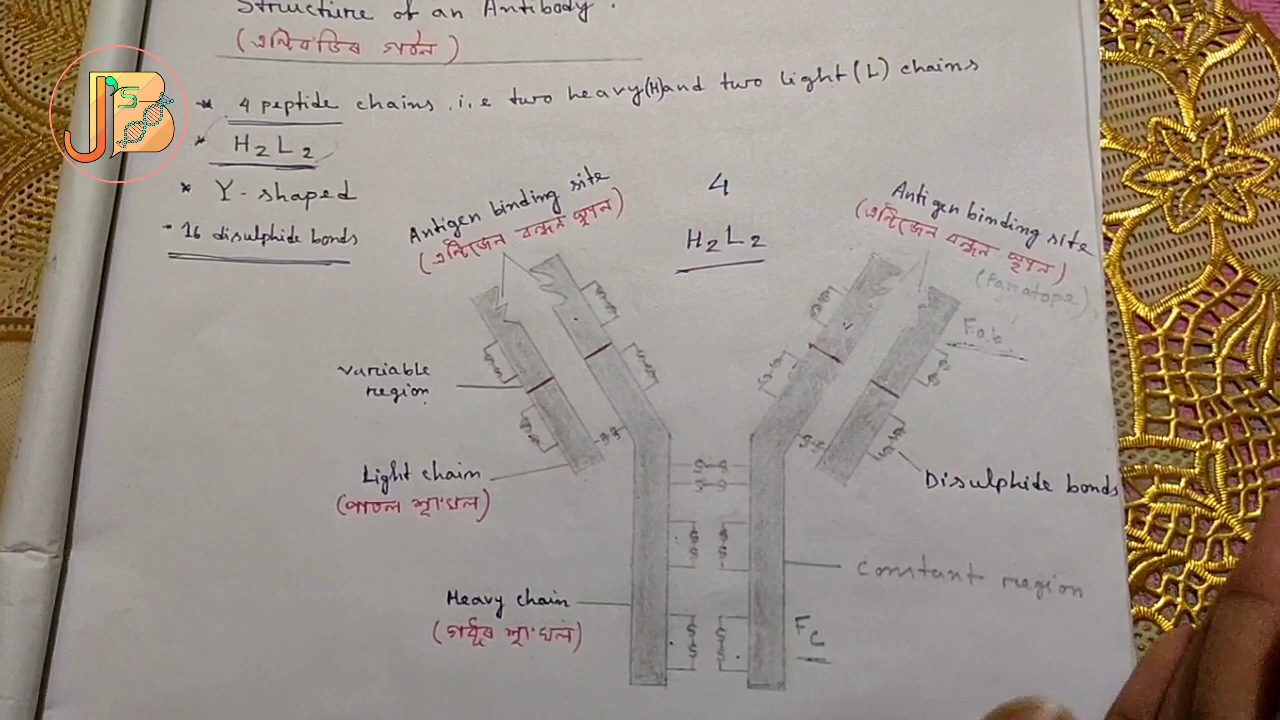 Structure of an Antibody.
(এন্টিবডিৰ গঠন)
* 4 peptide chains. i.e two heavy(H) and two light(L) chains
* H₂L₂
* Y-shaped
- 16 disulphide bonds
Antigen binding site
(এন্টিজেন বন্ধন স্থান)
4
H₂L₂
Antigen binding site
(এন্টিজেন বন্ধন স্থান)
(Paratope)
Fab
variable
region
Light chain
(পাতল শৃংখল)
Disulphide bonds
constant region
Heavy chain
(গধুৰ শৃংখল)
Fc
JSB